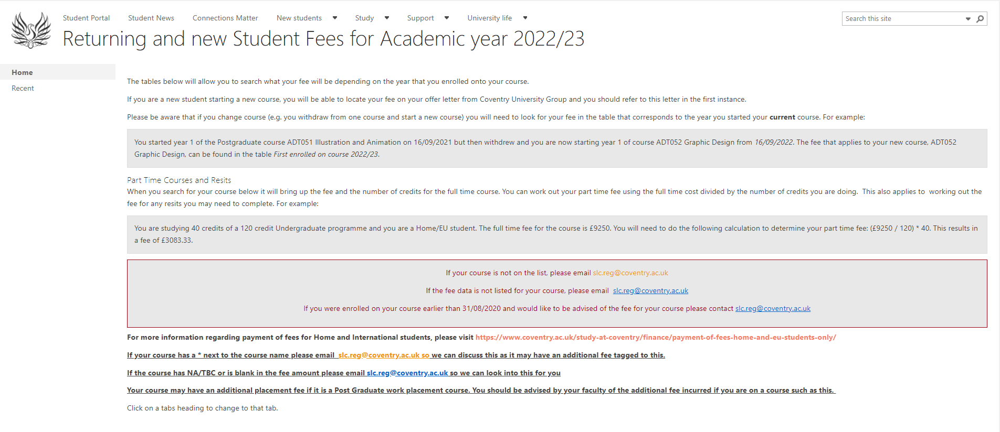 Student Portal Student News Connections Matter New students Study Support University life
Search this site
Returning and new Student Fees for Academic year 2022/23
Home
Recent
The tables below will allow you to search what your fee will be depending on the year that you enrolled onto your course.
If you are a new student starting a new course, you will be able to locate your fee on your offer letter from Coventry University Group and you should refer to this letter in the first instance.
Please be aware that if you change course (e.g. you withdraw from one course and start a new course) you will need to look for your fee in the table that corresponds to the year you started your current course. For example:
You started year 1 of the Postgraduate course ADT051 Illustration and Animation on 16/09/2021 but then withdrew and you are now starting year 1 of course ADT052 Graphic Design from 16/09/2022. The fee that applies to your new course, ADT052
Graphic Design, can be found in the table First enrolled on course 2022/23.
Part Time Courses and Resits
When you search for your course below it will bring up the fee and the number of credits for the full time course. You can work out your part time fee using the full time cost divided by the number of credits you are doing. This also applies to working out the
fee for any resits you may need to complete. For example:
You are studying 40 credits of a 120 credit Undergraduate programme and you are a Home/EU student. The full time fee for the course is £9250. You will need to do the following calculation to determine your part time fee: (£9250 / 120) * 40. This results in
a fee of £3083.33.
If your course is not on the list, please email slc.reg@coventry.ac.uk
If the fee data is not listed for your course, please email slc.reg@coventry.ac.uk
If you were enrolled on your course earlier than 31/08/2020 and would like to be advised of the fee for your course please contact slc.reg@coventry.ac.uk
For more information regarding payment of fees for Home and International students, please visit https://www.coventry.ac.uk/study-at-coventry/finance/payment-of-fees-home-and-eu-students-only/
If your course has a * next to the course name please email slc.reg@coventry.ac.uk so we can discuss this as it may have an additional fee tagged to this.
If the course has NA/TBC or is blank in the fee amount please email slc.reg@coventry.ac.uk so we can look into this for you
Your course may have an additional placement fee if it is a Post Graduate work placement course. You should be advised by your faculty of the additional fee incurred if you are on a course such as this.
Click on a tabs heading to change to that tab.